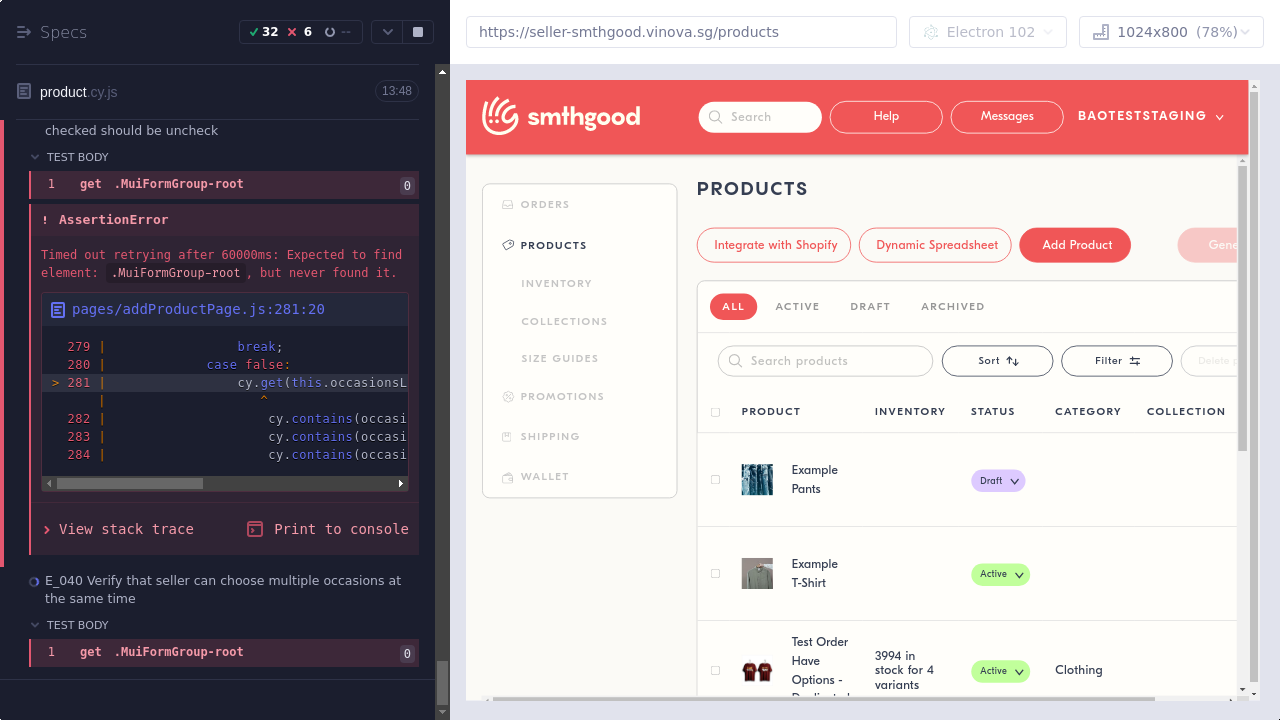 Specs
32
6
--
product.cy.js
13:48
checked should be uncheck
TEST BODY
1 get .MuiFormGroup-root 0
! AssertionError
Timed out retrying after 60000ms: Expected to find
element: .MuiFormGroup-root, but never found it.
pages/addProductPage.js:281:20
279 | break;
280 | case false:
> 281 | cy.get(this.occasionsL
| ^
282 | cy.contains(occasi
283 | cy.contains(occasi
284 | cy.contains(occasi
View stack trace
Print to console
E_040 Verify that seller can choose multiple occasions at
the same time
TEST BODY
1 get .MuiFormGroup-root 0
https://seller-smthgood.vinova.sg/products
Electron 102
1024x800 (78%)
smthgood
Search
Help
Messages
BAOTESTSTAGING
ORDERS
PRODUCTS
INVENTORY
COLLECTIONS
SIZE GUIDES
PROMOTIONS
SHIPPING
WALLET
PRODUCTS
Integrate with Shopify
Dynamic Spreadsheet
Add Product
Gene
ALL
ACTIVE
DRAFT
ARCHIVED
Search products
Sort
Filter
Delete p
PRODUCT
INVENTORY
STATUS
CATEGORY
COLLECTION
Example
Pants
Draft
Example
T-Shirt
Active
Test Order
Have
Options -
3994 in
stock for 4
variants
Active
Clothing